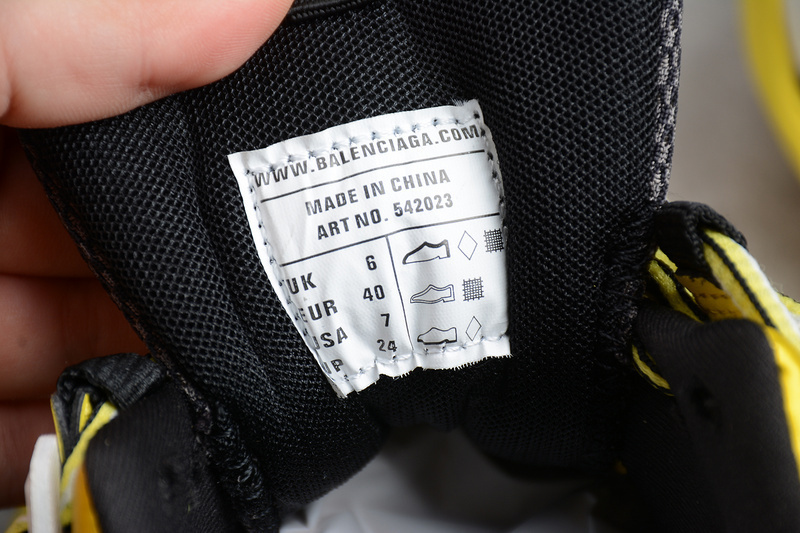 WWW.BALENCIAGA.COM
MADE IN CHINA
ART NO. 542023
UK 6
EUR 40
USA 7
24